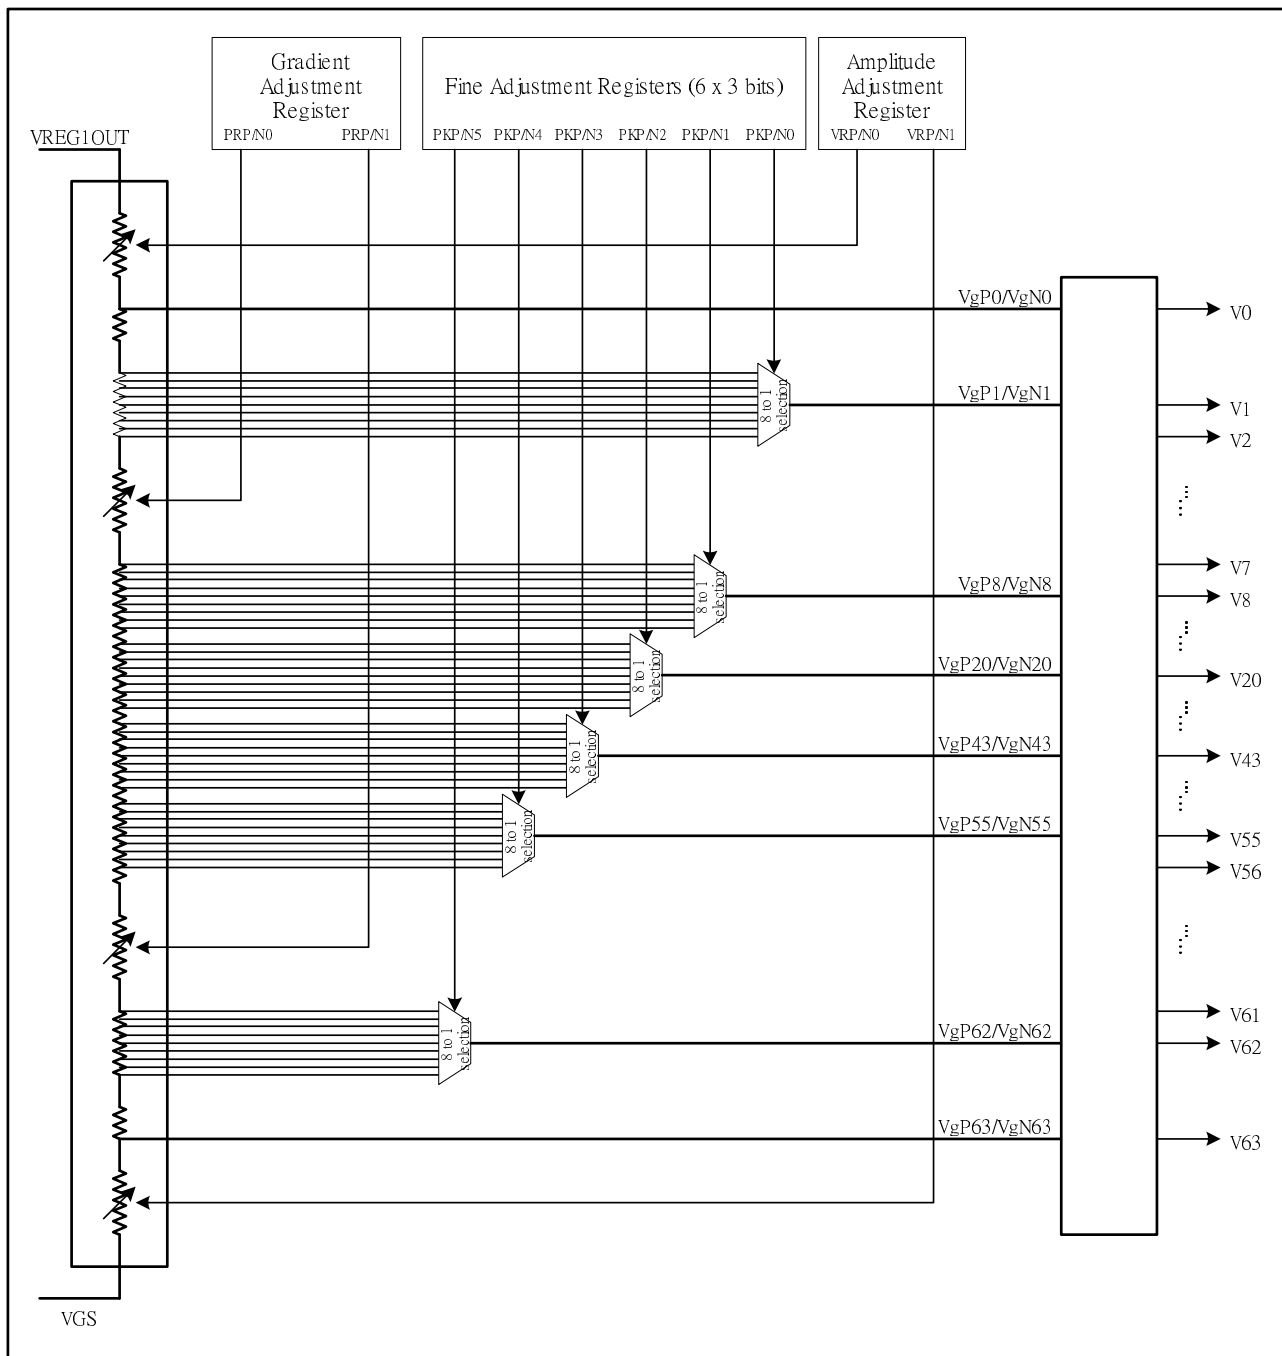 Gradient
Adjustment
Register
PRP/N0 PRP/N1
Fine Adjustment Registers (6 x 3 bits)
PKP/N5 PKP/N4 PKP/N3 PKP/N2 PKP/N1 PKP/N0
Amplitude
Adjustment
Register
VRP/N0 VRP/N1
VREG1OUT
VgP0/VgN0
V0
8 to 1
selection
VgP1/VgN1
V1
V2
V7
8 to 1
selection
VgP8/VgN8
V8
8 to 1
selection
VgP20/VgN20
V20
8 to 1
selection
VgP43/VgN43
V43
8 to 1
selection
VgP55/VgN55
V55
V56
V61
8 to 1
selection
VgP62/VgN62
V62
VgP63/VgN63
V63
VGS